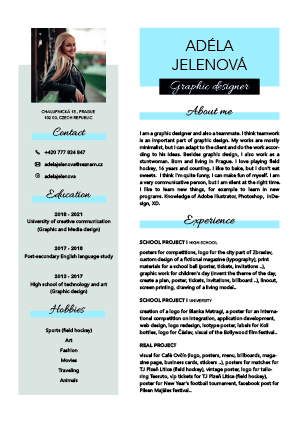 CHALUPNICKÁ 15 , PRAGUE
102 00, CZECH REPUBLIC
Contact
+420 777 824 847
adelajelenova@seznam.cz
adelajelenova
Education
2018 - 2021
University of creative communication
(Graphic and Media design)
2017 - 2018
Post-secondary English language study
2013 - 2017
High school of technology and art
(Graphic design)
Hobbies
Sports (field hockey)
Art
Fashion
Movies
Traveling
Animals
ADÉLA
JELENOVÁ
Graphic designer
About me
I am a graphic designer and also a teammate. I think teamwork
is an important part of graphic design. My works are mostly
minimalist, but I can adapt to the client and do the work accor-
ding to his ideas. Besides graphic design, I also work as a
stuntwoman. Born and living in Prague. I love playing field
hockey, 16 years and counting. I like to bake, but I don't eat
sweets. I think I'm quite funny, I can make fun of myself. I am
a very communicative person, but I am silent at the right time.
I like to learn new things, for example to learn in new
programs. Knowledge of Adobe Illustrator, Photoshop, InDe-
sign, XD.
Experience
SCHOOL PROJECT | HIGH SCHOOL
posters for competitions, logo for the city part of Zbraslav,
custom-design of a fictional magazine (typography), print
materials for a school ball (poster, tickets, invitations ..),
graphic work for children's day (invent the theme of the day,
create a plan, poster, tickets, invitations, billboard ..), linocut,
screen printing, drawing of a living model..
SCHOOL PROJECT | UNIVERSITY
creation of a logo for Blanka Matragi, a poster for an interna-
tional competition on integration, application development,
web design, logo redesign, isotype poster, labels for Koli
bottles, logo for Čáslav, visual of the Bollywood film festival..
REAL PROJECT
visual for Café Ovčín (logo, posters, menu, billboards, maga-
zine page, business cards, stickers ..), posters for matches for
TJ Plzeň Litice (field hockey), vintage poster, logo for tailo-
ring Tesnuto, vip tickets for TJ Plzeň Litice (field hockey),
poster for New Year's football tournament, facebook post for
Pilsen Majáles festival..